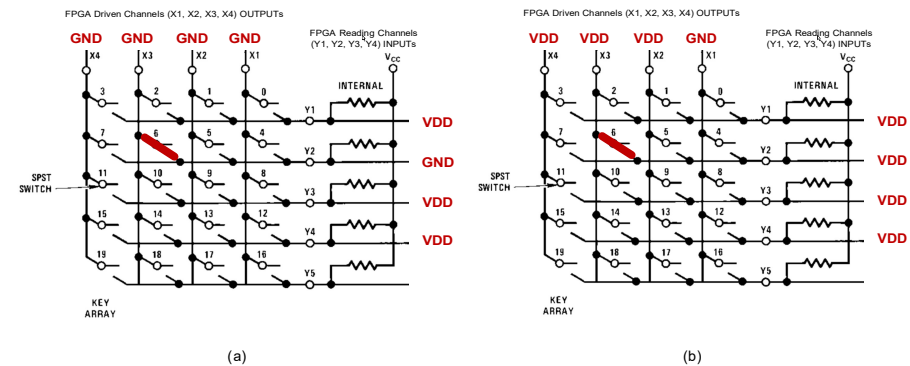 FPGA Driven Channels (X1, X2, X3, X4) OUTPUTs
FPGA Reading Channels
(Y1, Y2, Y3, Y4) INPUTs
GND GND GND GND
X4 X3 X2 X1
VCC
INTERNAL
3 2 1 0
Y1
VDD
7 6 5 4
Y2
GND
SPST
SWITCH
11 10 9 8
Y3
VDD
15 14 13 12
Y4
VDD
19 18 17 16
Y5
KEY
ARRAY
(a)
FPGA Driven Channels (X1, X2, X3, X4) OUTPUTs
FPGA Reading Channels
(Y1, Y2, Y3, Y4) INPUTs
VDD VDD VDD GND
X4 X3 X2 X1
VCC
INTERNAL
3 2 1 0
Y1
VDD
7 6 5 4
Y2
VDD
SPST
SWITCH
11 10 9 8
Y3
VDD
15 14 13 12
Y4
VDD
19 18 17 16
Y5
KEY
ARRAY
(b)